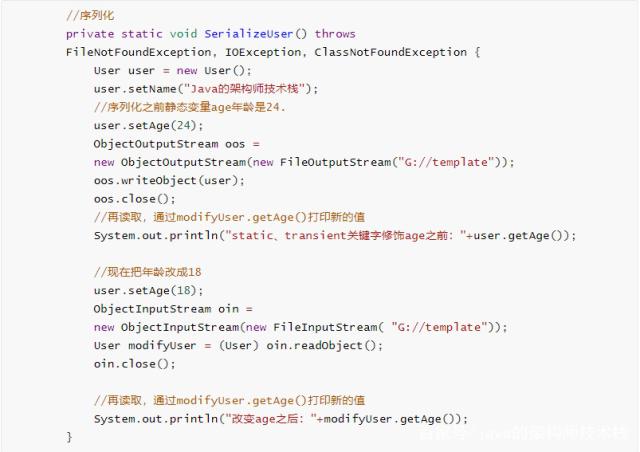 //序列化
private static void SerializeUser() throws
FileNotFoundException, IOException, ClassNotFoundException {
User user = new User();
user.setName("Java的架构师技术栈");
//序列化之前静态变量age年龄是24.
user.setAge(24);
ObjectOutputStream oos =
new ObjectOutputStream(new FileOutputStream("G://template"));
oos.writeObject(user);
oos.close();
//再读取，通过modifyUser.getAge()打印新的值
System.out.println("static、transient关键字修饰age之前："+user.getAge());
//现在把年龄改成18
user.setAge(18);
ObjectInputStream oin =
new ObjectInputStream(new FileInputStream( "G://template"));
User modifyUser = (User) oin.readObject();
oin.close();
//再读取，通过modifyUser.getAge()打印新的值
System.out.println("改变age之后："+modifyUser.getAge());
}
java的架构师技术栈